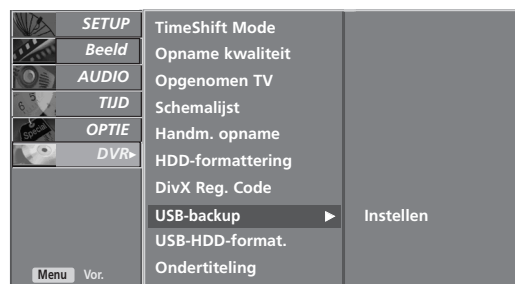 SETUP
Beeld
AUDIO
TIJD
OPTIE
DVR▸
Menu Vor.
TimeShift Mode
Opname kwaliteit
Opgenomen TV
Schemalijst
Handm. opname
HDD-formattering
DivX Reg. Code
USB-backup ▶
USB-HDD-format.
Ondertiteling
Instellen